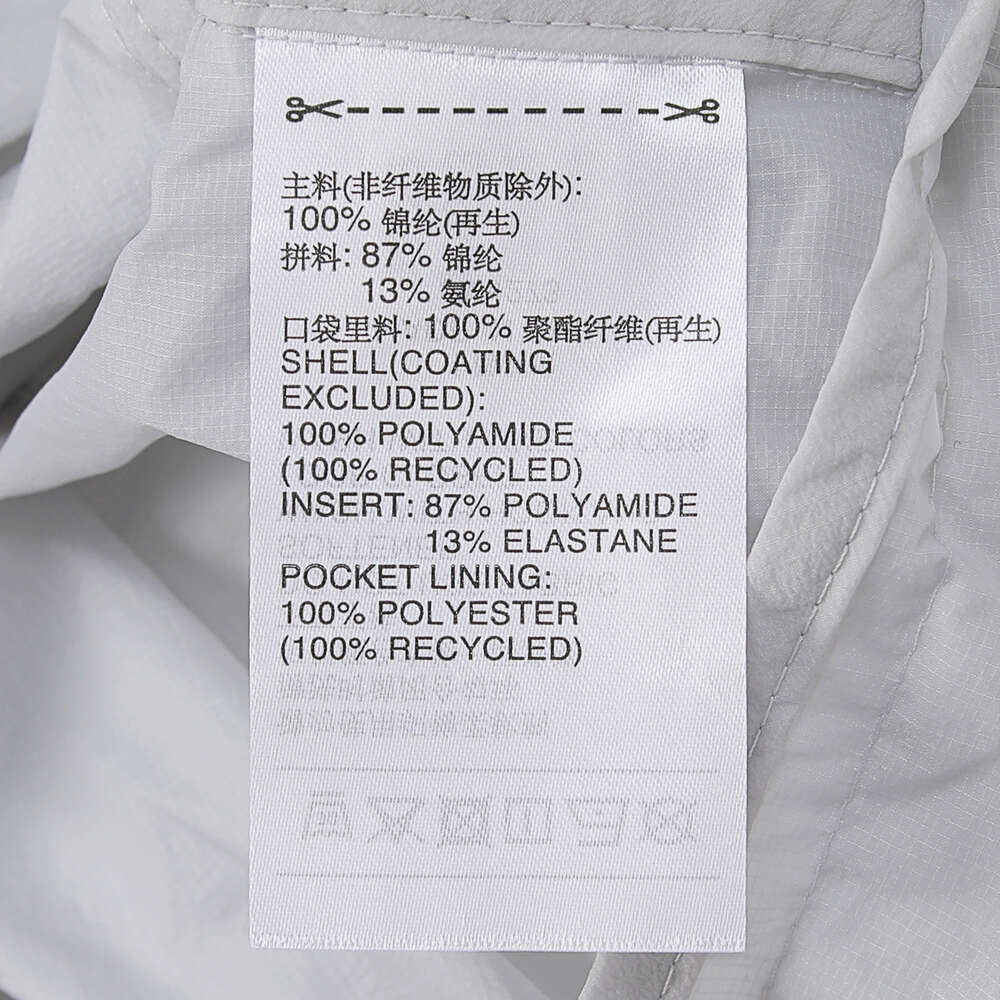 主料(非纤维物质除外):
100% 锦纶(再生)
拼料: 87% 锦纶
13% 氨纶
口袋里料: 100% 聚酯纤维(再生)
SHELL(COATING
EXCLUDED):
100% POLYAMIDE
(100% RECYCLED)
INSERT: 87% POLYAMIDE
13% ELASTANE
POCKET LINING:
100% POLYESTER
(100% RECYCLED)